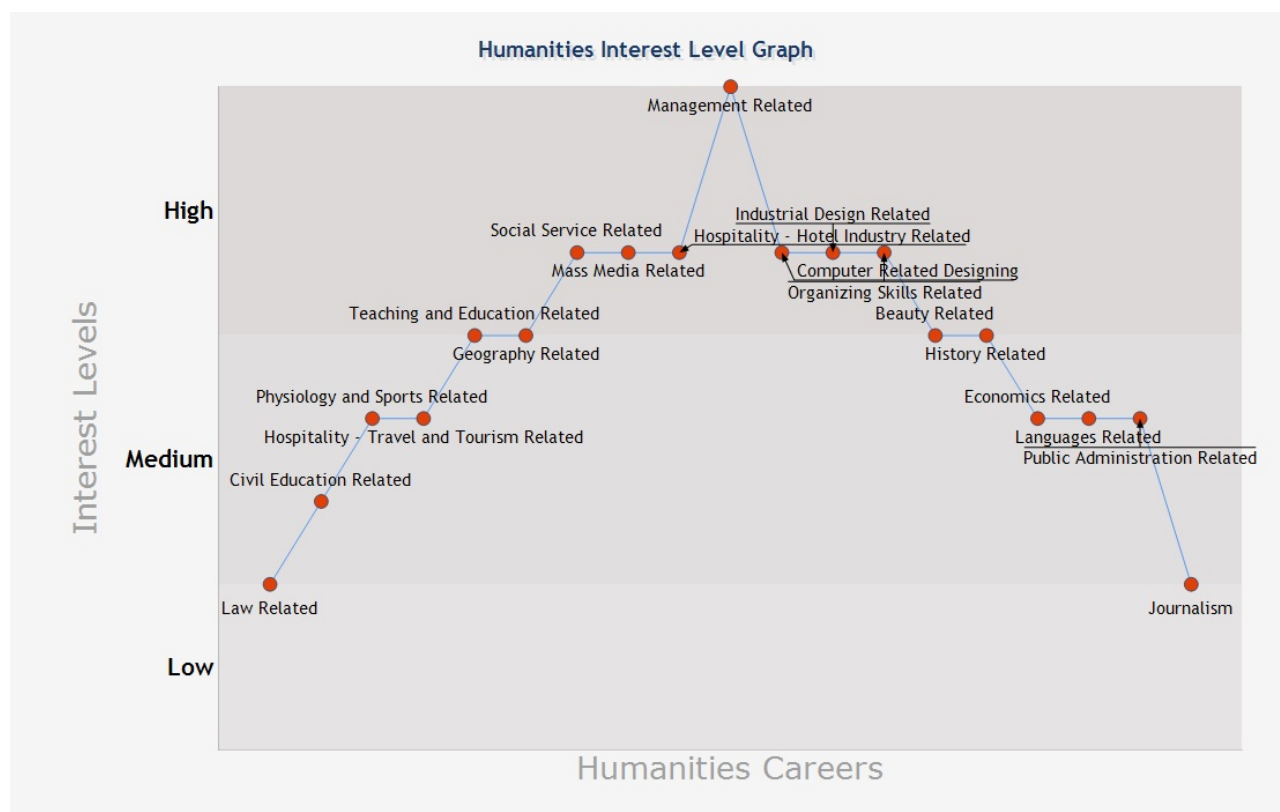 Humanities Interest Level Graph
Management Related
High
Industrial Design Related
Social Service Related
Hospitality - Hotel Industry Related
Mass Media Related
Computer Related Designing
Organizing Skills Related
Teaching and Education Related
Beauty Related
Geography Related
History Related
Physiology and Sports Related
Economics Related
Hospitality - Travel and Tourism Related
Languages Related
Medium
Public Administration Related
Civil Education Related
Law Related
Journalism
Low
Interest Levels
Humanities Careers